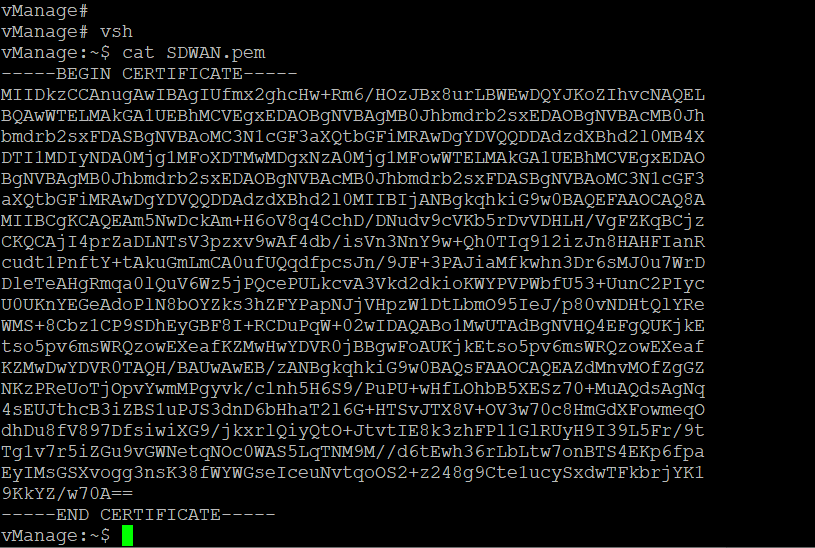 vManage#
vManage# vsh
vManage:~$ cat SDWAN.pem
-----BEGIN CERTIFICATE-----
MIIDkzCCAnugAwIBAgIUfmx2ghcHw+Rm6/HOzJBx8urLBWEwDQYJKoZIhvcNAQEL
BQAwWTELMAkGA1UEBhMCVEgxEDAOBgNVBAgMB0Jhbmdrb2sxEDAOBgNVBAcMB0Jh
bmdrb2sxFDASBgNVBAoMC3N1cGF3aXQtbGFiMRAwDgYDVQQDDAdzdXBhd2l0MB4X
DTI1MDIyNDA0Mjg1MFoXDTMwMDgxNzA0Mjg1MFowWTELMAkGA1UEBhMCVEgxEDAO
BgNVBAgMB0Jhbmdrb2sxEDAOBgNVBAcMB0Jhbmdrb2sxFDASBgNVBAoMC3N1cGF3
aXQtbGFiMRAwDgYDVQQDDAdzdXBhd2l0MIIBIjANBgkqhkiG9w0BAQEFAAOCAQ8A
MIIBCgKCAQEAm5NwDckAm+H6oV8q4CchD/DNudv9cVKb5rDvVDHLH/VgFZKqBCjz
CKQCAjI4prZaDLNTsV3pzxv9wAf4db/isVn3NnY9w+Qh0TIq912izJn8HAHFIanR
cudt1PnftY+tAkuGmLmCA0ufUQqdfpcsJn/9JF+3PAJiaMfkwhn3Dr6sMJ0u7WrD
DleTeAHgRmqa0lQuV6Wz5jPQcePULkcvA3Vkd2dkioKWYPVPWbfU53+UunC2PIyc
U0UKnYEGeAdoPlN8bOYZks3hZFYPapNJjVHpzW1DtLbmO95IeJ/p80vNDHtQlYRe
WMS+8Cbz1CP9SDhEyGBF8I+RCDuPqW+02wIDAQABo1MwUTAdBgNVHQ4EFgQUKjkE
tso5pv6msWRQzowEXeafKZMwHwYDVR0jBBgwFoAUKjkEtso5pv6msWRQzowEXeaf
KZMwDwYDVR0TAQH/BAUwAwEB/zANBgkqhkiG9w0BAQsFAAOCAQEAZdMnvMOfZgGZ
NKzPReUoTjOpvYwmMPgyvk/clnh5H6S9/PuPU+wHfLOhbB5XESz70+MuAQdsAgNq
4sEUJthcB3iZBS1uPJS3dnD6bHhaT2l6G+HTSvJTX8V+OV3w70c8HmGdXFowmeqO
dhDu8fV897DfsiwiXG9/jkxrlQiyQtO+JtvtIE8k3zhFPl1GlRUyH9I39L5Fr/9t
Tglv7r5iZGu9vGWNetqNOc0WAS5LqTNM9M//d6tEwh36rLbLtw7onBTS4EKp6fpa
EyIMsGSXvogg3nsK38fWYWGseIceuNvtqoOS2+z248g9Cte1ucySxdwTFkbrjYK1
9KkYZ/w70A==
-----END CERTIFICATE-----
vManage:~$